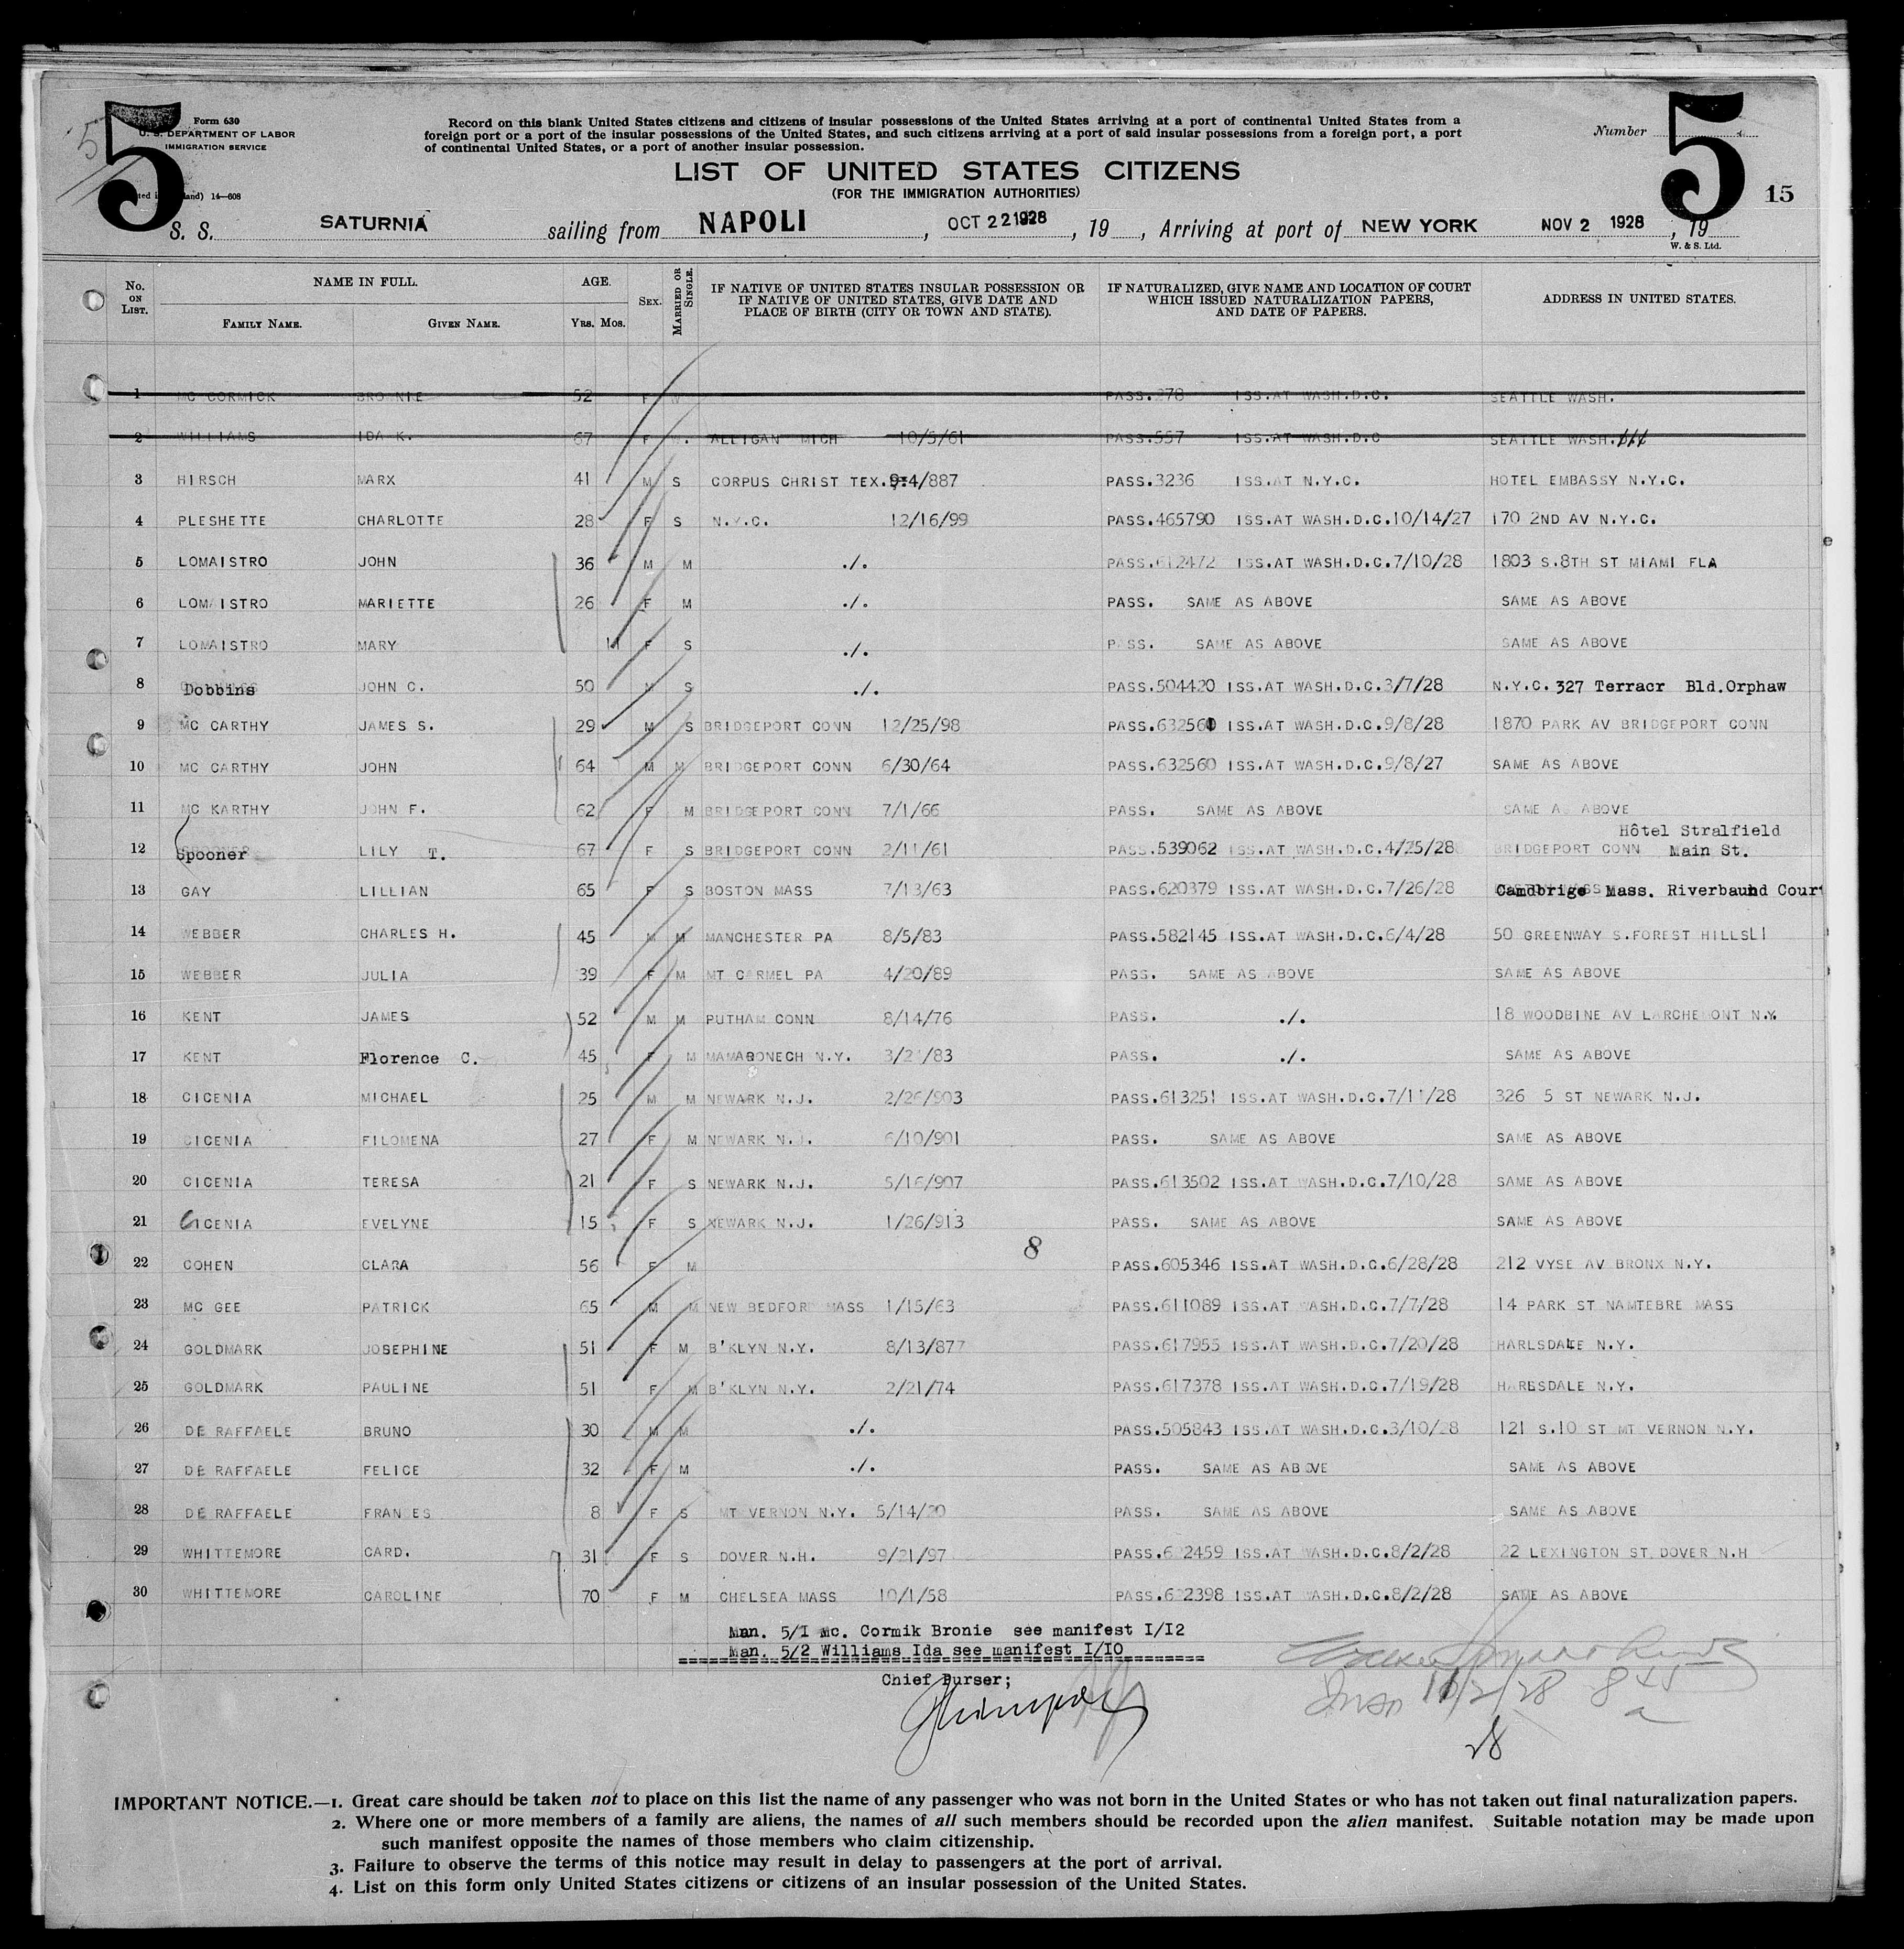 5 Form 630 5
U. S. DEPARTMENT OF LABOR
IMMIGRATION SERVICE
Record on this blank United States citizens and citizens of insular possessions of the United States arriving at a port of continental United States from a
foreign port or a port of the insular possessions of the United States, and such citizens arriving at a port of said insular possessions from a foreign port, a port
of continental United States, or a port of another insular possession.
Number
LIST OF UNITED STATES CITIZENS
(FOR THE IMMIGRATION AUTHORITIES)
14—608
5
15
S. S. SATURNIA sailing from NAPOLI, OCT 22 1928, 19, Arriving at port of NEW YORK NOV 2 1928, 19
W. & S. Ltd.
No. ON LIST. NAME IN FULL. FAMILY NAME. GIVEN NAME. AGE. YRS. MOS. SEX. MARRIED OR SINGLE. IF NATIVE OF UNITED STATES INSULAR POSSESSION OR IF NATIVE OF UNITED STATES, GIVE DATE AND PLACE OF BIRTH (CITY OR TOWN AND STATE). IF NATURALIZED, GIVE NAME AND LOCATION OF COURT WHICH ISSUED NATURALIZATION PAPERS, AND DATE OF PAPERS. ADDRESS IN UNITED STATES.
1 MC CORMICK BRONNIE 52 F W PASS.278 ISS.AT WASH.D.C. SEATTLE WASH.
2 WILLIAMS IDA K. 67 F W. ALLIGAN MICH 10/5/61 PASS.557 ISS.AT WASH.D.C SEATTLE WASH.
3 HIRSCH MARX 41 M S CORPUS CHRIST TEX.9:4/887 PASS.3236 ISS.AT N.Y.C. HOTEL EMBASSY N.Y.C.
4 PLESHETTE CHARLOTTE 28 F S N.Y.C. 12/16/99 PASS.465790 ISS.AT WASH.D.C.10/14/27 170 2ND AV N.Y.C.
5 LOMAISTRO JOHN 36 M M ./. PASS.612472 ISS.AT WASH.D.C.7/10/28 1803 S.8TH ST MIAMI FLA
6 LOMAISTRO MARIETTE 26 F M ./. PASS. SAME AS ABOVE SAME AS ABOVE
7 LOMAISTRO MARY 11 F S ./. PASS. SAME AS ABOVE SAME AS ABOVE
8 Dobbins JOHN C. 50 M S ./. PASS.504420 ISS.AT WASH.D.C.3/7/28 N.Y.C. 327 Terracr Bld.Orphaw
9 MC CARTHY JAMES S. 29 M S BRIDGEPORT CONN 12/25/98 PASS.632561 ISS.AT WASH.D.C.9/8/28 1870 PARK AV BRIDGEPORT CONN
10 MC CARTHY JOHN 64 M M BRIDGEPORT CONN 6/30/64 PASS.632560 ISS.AT WASH.D.C.9/8/27 SAME AS ABOVE
11 MC KARTHY JOHN F. 62 F M BRIDGEPORT CONN 7/1/66 PASS. SAME AS ABOVE SAME AS ABOVE
12 Spooner LILY T. 67 F S BRIDGEPORT CONN 2/11/61 PASS.539062 ISS.AT WASH.D.C.4/25/28 BRIDGEPORT CONN Hôtel Stralfield Main St.
13 GAY LILLIAN 65 F S BOSTON MASS 7/13/63 PASS.620379 ISS.AT WASH.D.C.7/26/28 Camdbrige Mass. Riverbaund Court
14 WEBBER CHARLES H. 45 M M MANCHESTER PA 8/5/83 PASS.582145 ISS.AT WASH.D.C.6/4/28 50 GREENWAY S.FOREST HILLSLI
15 WEBBER JULIA 39 F M MT CARMEL PA 4/20/89 PASS. SAME AS ABOVE SAME AS ABOVE
16 KENT JAMES 52 M M PUTHAM CONN 8/14/76 PASS. ./. 18 WOODBINE AV LARCHEMONT N.Y.
17 KENT Florence C. 45 F M MAMARONECH N.Y. 3/21/83 PASS. ./. SAME AS ABOVE
18 CICENIA MICHAEL 25 M M NEWARK N.J. 2/26/903 PASS.613251 ISS.AT WASH.D.C.7/11/28 326 5 ST NEWARK N.J.
19 CICENIA FILOMENA 27 F M NEWARK N.J. 6/10/901 PASS. SAME AS ABOVE SAME AS ABOVE
20 CICENIA TERESA 21 F S NEWARK N.J. 5/16/907 PASS.613502 ISS.AT WASH.D.C.7/10/28 SAME AS ABOVE
21 CICENIA EVELYNE 15 F S NEWARK N.J. 1/26/913 PASS. SAME AS ABOVE SAME AS ABOVE
8
22 COHEN CLARA 56 F M PASS.605346 ISS.AT WASH.D.C.6/28/28 212 VYSE AV BRONX N.Y.
23 MC GEE PATRICK 65 M M NEW BEDFORD MASS 1/15/63 PASS.611089 ISS.AT WASH.D.C.7/7/28 14 PARK ST NAMTEBRE MASS
24 GOLDMARK JOSEPHINE 51 F M B'KLYN N.Y. 8/13/877 PASS.617955 ISS.AT WASH.D.C.7/20/28 HARLSDALE N.Y.
25 GOLDMARK PAULINE 51 F M B'KLYN N.Y. 2/21/74 PASS.617378 ISS.AT WASH.D.C.7/19/28 HARESDALE N.Y.
26 DE RAFFAELE BRUNO 30 M M ./. PASS.505843 ISS.AT WASH.D.C.3/10/28 121 S.10 ST MT VERNON N.Y.
27 DE RAFFAELE FELICE 32 F M ./. PASS. SAME AS ABOVE SAME AS ABOVE
28 DE RAFFAELE FRANCES 8 F S MT VERNON N.Y. 5/14/20 PASS. SAME AS ABOVE SAME AS ABOVE
29 WHITTEMORE CARD. 31 F S DOVER N.H. 9/21/97 PASS.622459 ISS.AT WASH.D.C.8/2/28 22 LEXINGTON ST.DOVER N.H
30 WHITTEMORE CAROLINE 70 F M CHELSEA MASS 10/1/58 PASS.622398 ISS.AT WASH.D.C.8/2/28 SAME AS ABOVE
Man. 5/I Mc. Cormik Bronie see manifest I/I2
Man. 5/2 Williams Ida see manifest I/IO
Chief Purser;
11/2/28 8 45 a
28
IMPORTANT NOTICE.—1. Great care should be taken not to place on this list the name of any passenger who was not born in the United States or who has not taken out final naturalization papers.
2. Where one or more members of a family are aliens, the names of all such members should be recorded upon the alien manifest. Suitable notation may be made upon
such manifest opposite the names of those members who claim citizenship.
3. Failure to observe the terms of this notice may result in delay to passengers at the port of arrival.
4. List on this form only United States citizens or citizens of an insular possession of the United States.